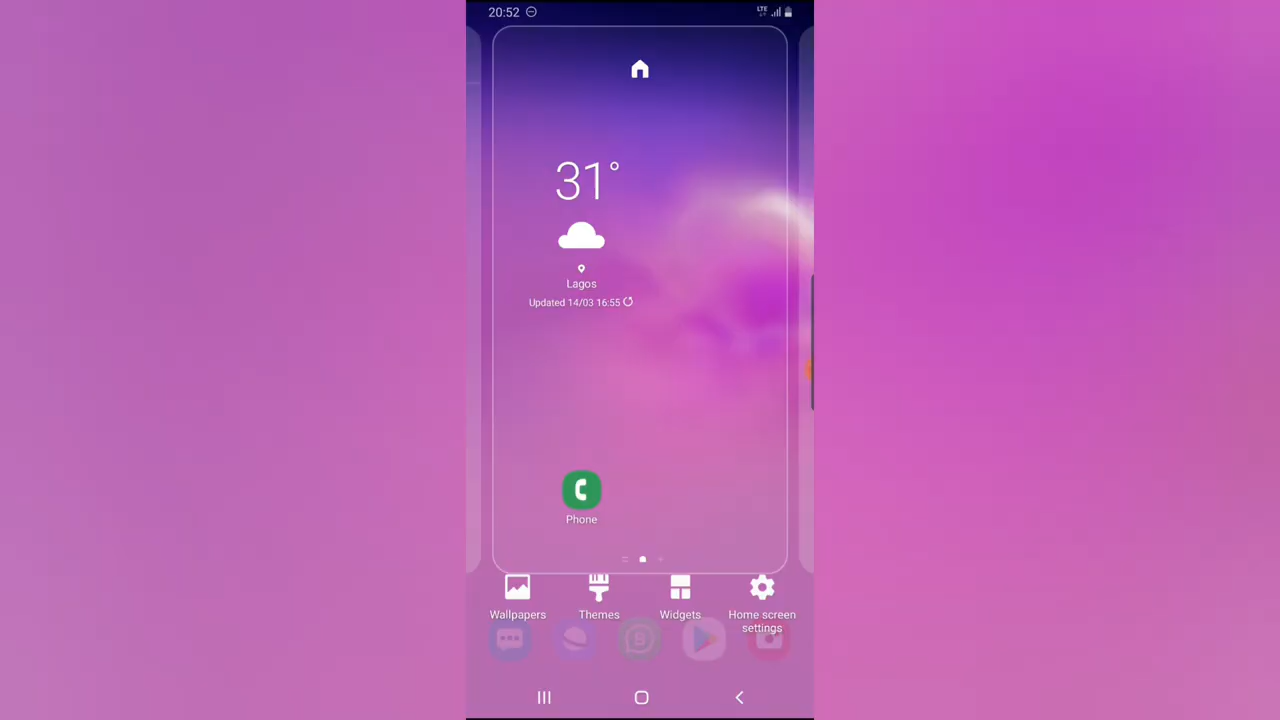 20:52
LTE
31°
Lagos
Updated 14/03 16:55
Phone
Wallpapers
Themes
Widgets
Home screen
settings